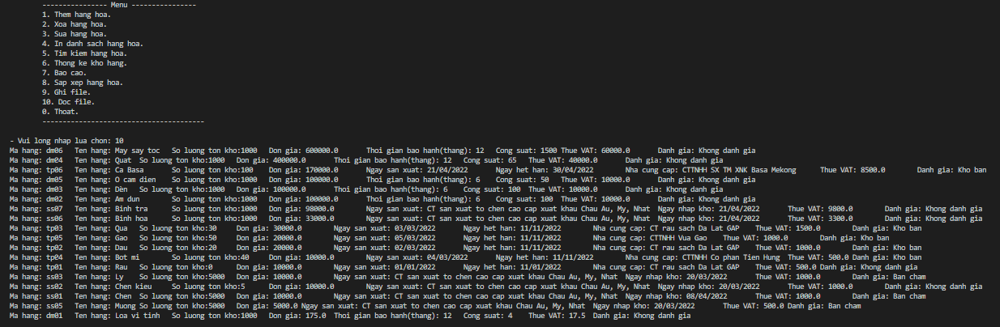 ---------------- Menu ----------------
1. Them hang hoa.
2. Xoa hang hoa.
3. Sua hang hoa.
4. In danh sach hang hoa.
5. Tim kiem hang hoa.
6. Thong ke kho hang.
7. Bao cao.
8. Sap xep hang hoa.
9. Ghi file.
10. Doc file.
0. Thoat.
----------------------------------------
- Vui long nhap lua chon: 10
Ma hang: dm06 Ten hang: May say toc So luong ton kho:1000 Don gia: 600000.0 Thoi gian bao hanh(thang): 12 Cong suat: 1500 Thue VAT: 60000.0 Danh gia: Khong danh gia
Ma hang: dm04 Ten hang: Quat So luong ton kho:1000 Don gia: 400000.0 Thoi gian bao hanh(thang): 12 Cong suat: 65 Thue VAT: 40000.0 Danh gia: Khong danh gia
Ma hang: tp06 Ten hang: Ca Basa So luong ton kho:100 Don gia: 170000.0 Ngay san xuat: 21/04/2022 Ngay het han: 30/04/2022 Nha cung cap: CTTNHH SX TM XNK Basa Mekong Thue VAT: 8500.0 Danh gia: Kho ban
Ma hang: dm05 Ten hang: O cam dien So luong ton kho:1000 Don gia: 100000.0 Thoi gian bao hanh(thang): 6 Cong suat: 50 Thue VAT: 10000.0 Danh gia: Khong danh gia
Ma hang: dm03 Ten hang: Dèn So luong ton kho:1000 Don gia: 100000.0 Thoi gian bao hanh(thang): 6 Cong suat: 100 Thue VAT: 10000.0 Danh gia: Khong danh gia
Ma hang: dm02 Ten hang: Am dun So luong ton kho:1000 Don gia: 100000.0 Thoi gian bao hanh(thang): 6 Cong suat: 100 Thue VAT: 10000.0 Danh gia: Khong danh gia
Ma hang: ss07 Ten hang: Binh tra So luong ton kho:1000 Don gia: 98000.0 Ngay san xuat: CT san xuat to chen cao cap xuat khau Chau Au, My, Nhat Ngay nhap kho: 21/04/2022 Thue VAT: 9800.0 Danh gia: Khong danh gia
Ma hang: ss06 Ten hang: Binh hoa So luong ton kho:1000 Don gia: 33000.0 Ngay san xuat: CT san xuat to chen cao cap xuat khau Chau Au, My, Nhat Ngay nhap kho: 21/04/2022 Thue VAT: 3300.0 Danh gia: Khong danh gia
Ma hang: tp03 Ten hang: Qua So luong ton kho:30 Don gia: 30000.0 Ngay san xuat: 03/03/2022 Ngay het han: 11/11/2022 Nha cung cap: CT rau sach Da Lat GAP Thue VAT: 1500.0 Danh gia: Kho ban
Ma hang: tp05 Ten hang: Gao So luong ton kho:50 Don gia: 20000.0 Ngay san xuat: 05/03/2022 Ngay het han: 11/11/2022 Nha cung cap: CTTNHH Vua Gao Thue VAT: 1000.0 Danh gia: Kho ban
Ma hang: tp02 Ten hang: Dau So luong ton kho:20 Don gia: 20000.0 Ngay san xuat: 02/03/2022 Ngay het han: 11/11/2022 Nha cung cap: CT rau sach Da Lat GAP Thue VAT: 1000.0 Danh gia: Kho ban
Ma hang: tp04 Ten hang: Bot mi So luong ton kho:40 Don gia: 10000.0 Ngay san xuat: 04/03/2022 Ngay het han: 11/11/2022 Nha cung cap: CTTNHH Co phan Tien Hung Thue VAT: 500.0 Danh gia: Kho ban
Ma hang: tp01 Ten hang: Rau So luong ton kho:0 Don gia: 10000.0 Ngay san xuat: 01/01/2022 Ngay het han: 11/01/2022 Nha cung cap: CT rau sach Da Lat GAP Thue VAT: 500.0 Danh gia: Khong danh gia
Ma hang: ss03 Ten hang: Ly So luong ton kho:5000 Don gia: 10000.0 Ngay san xuat: CT san xuat to chen cao cap xuat khau Chau Au, My, Nhat Ngay nhap kho: 20/03/2022 Thue VAT: 1000.0 Danh gia: Ban cham
Ma hang: ss02 Ten hang: Chen kieu So luong ton kho:5 Don gia: 10000.0 Ngay san xuat: CT san xuat to chen cao cap xuat khau Chau Au, My, Nhat Ngay nhap kho: 20/03/2022 Thue VAT: 1000.0 Danh gia: Khong danh gia
Ma hang: ss01 Ten hang: Chen So luong ton kho:5000 Don gia: 10000.0 Ngay san xuat: CT san xuat to chen cao cap xuat khau Chau Au, My, Nhat Ngay nhap kho: 08/04/2022 Thue VAT: 1000.0 Danh gia: Ban cham
Ma hang: ss05 Ten hang: Muong So luong ton kho:5000 Don gia: 5000.0 Ngay san xuat: CT san xuat to chen cao cap xuat khau Chau Au, My, Nhat Ngay nhap kho: 20/03/2022 Thue VAT: 500.0 Danh gia: Ban cham
Ma hang: dm01 Ten hang: Loa vi tinh So luong ton kho:1000 Don gia: 175.0 Thoi gian bao hanh(thang): 12 Cong suat: 4 Thue VAT: 17.5 Danh gia: Khong danh gia